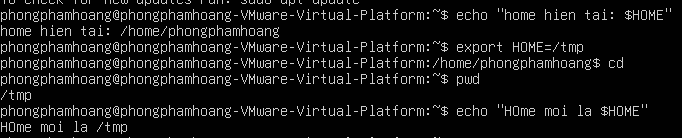 To check for new updates run: sudo apt update
phongphamhoang@phongphamhoang-VMware-Virtual-Platform:~$ echo "home hien tai: $HOME"
home hien tai: /home/phongphamhoang
phongphamhoang@phongphamhoang-VMware-Virtual-Platform:~$ export HOME=/tmp
phongphamhoang@phongphamhoang-VMware-Virtual-Platform:/home/phongphamhoang$ cd
phongphamhoang@phongphamhoang-VMware-Virtual-Platform:~$ pwd
/tmp
phongphamhoang@phongphamhoang-VMware-Virtual-Platform:~$ echo "HOme moi la $HOME"
HOme moi la /tmp